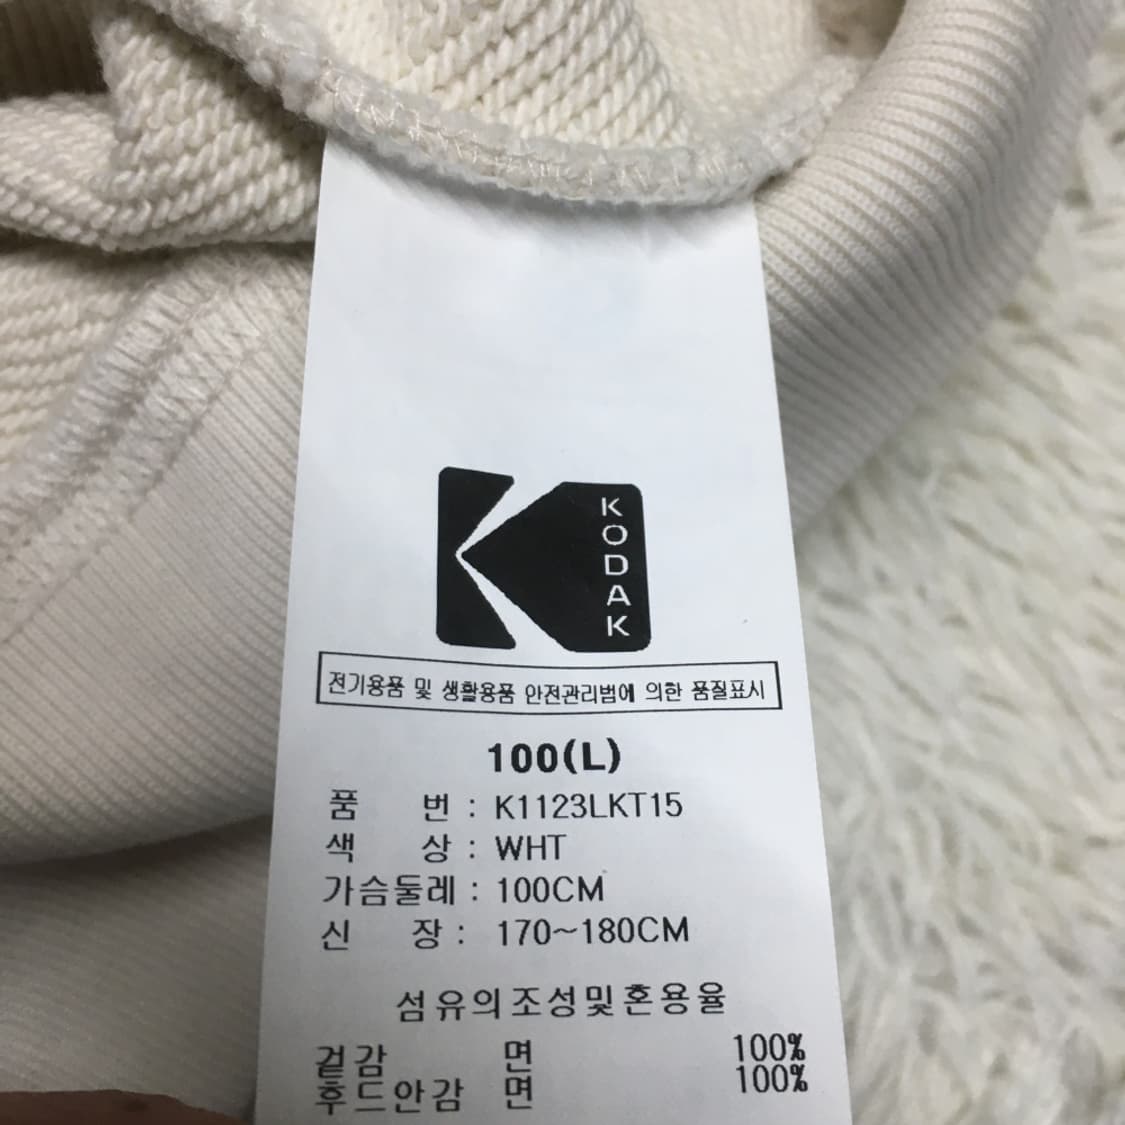 KODAK
전기용품 및 생활용품 안전관리법에 의한 품질표시
100(L)
품 번 : K1123LKT15
색 상 : WHT
가슴둘레 : 100CM
신 장 : 170~180CM
섬유의조성및혼용율
겉감 면 100%
후드안감 면 100%